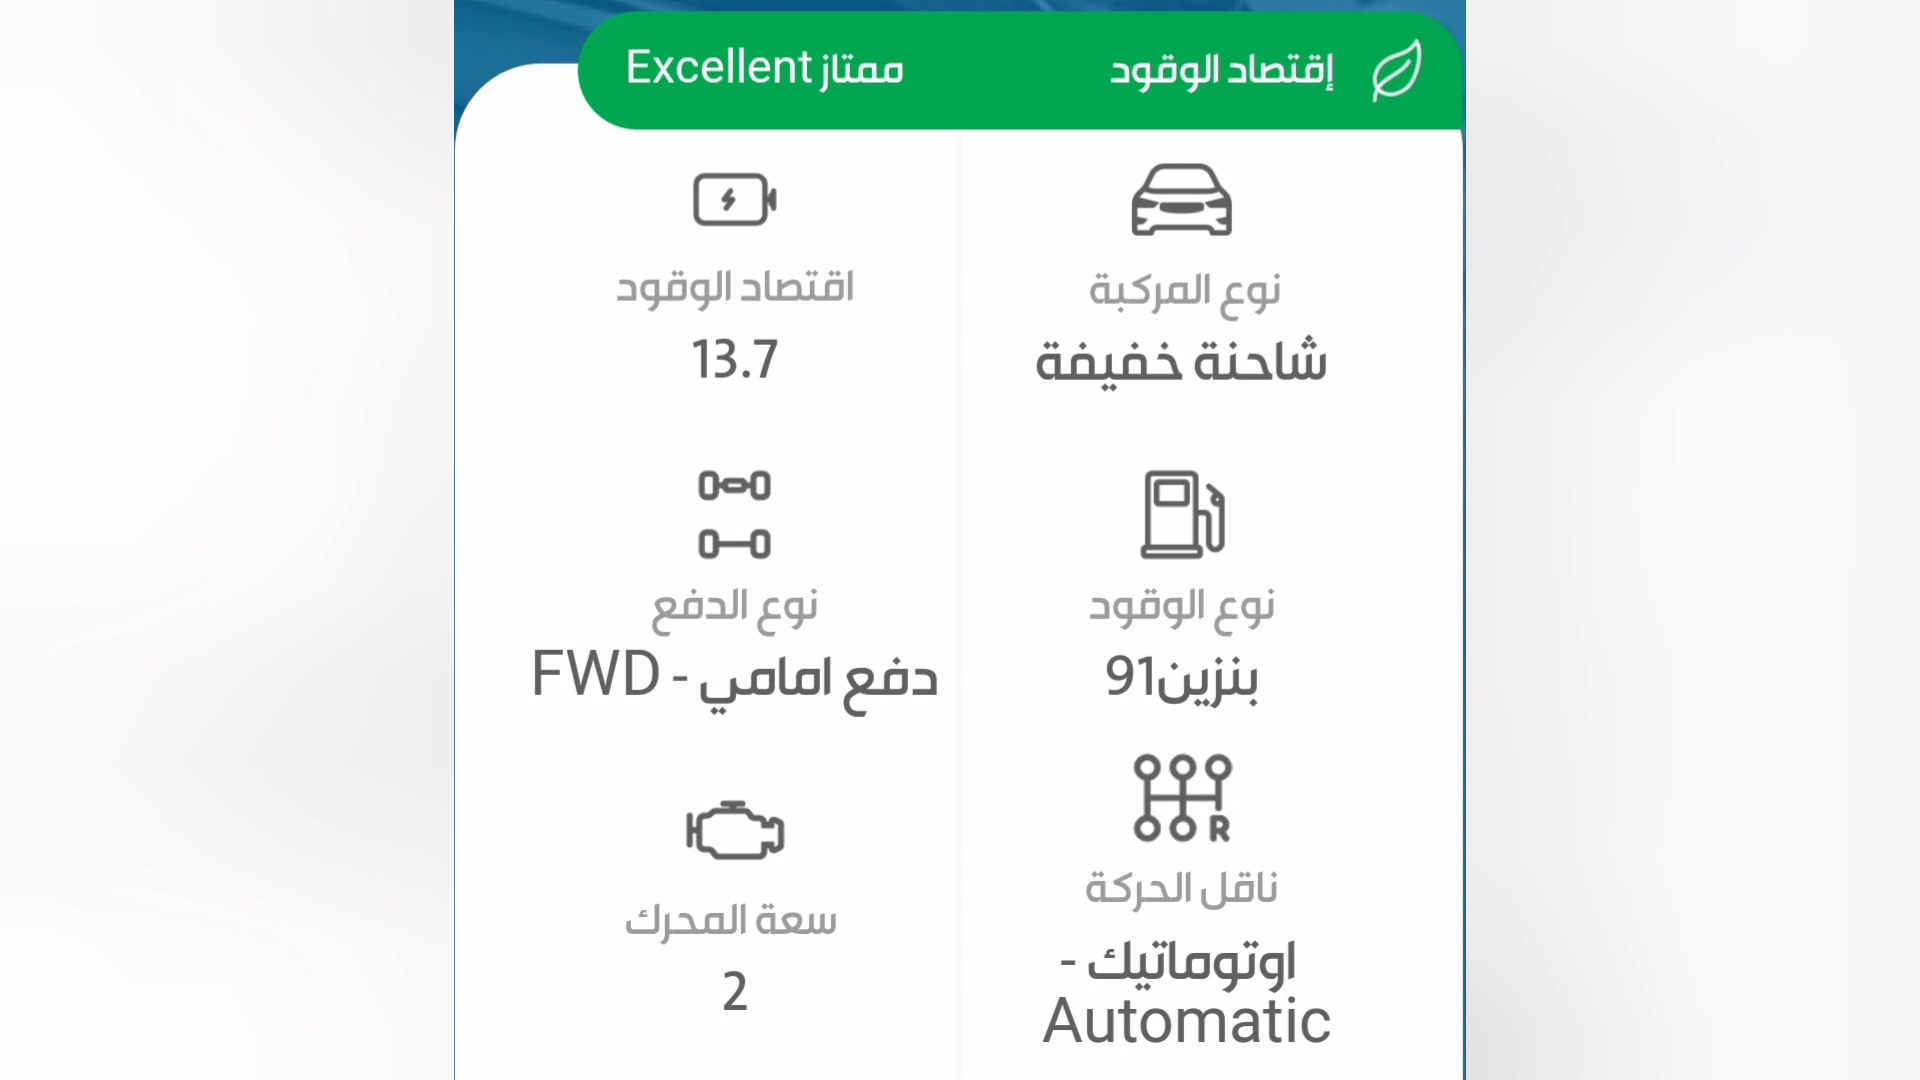 إقتصاد الوقود ممتاز Excellent
نوع المركبة
شاحنة خفيفة
اقتصاد الوقود
13.7
نوع الوقود
بنزين91
نوع الدفع
دفع امامي - FWD
R
ناقل الحركة
اوتوماتيك -
Automatic
سعة المحرك
2